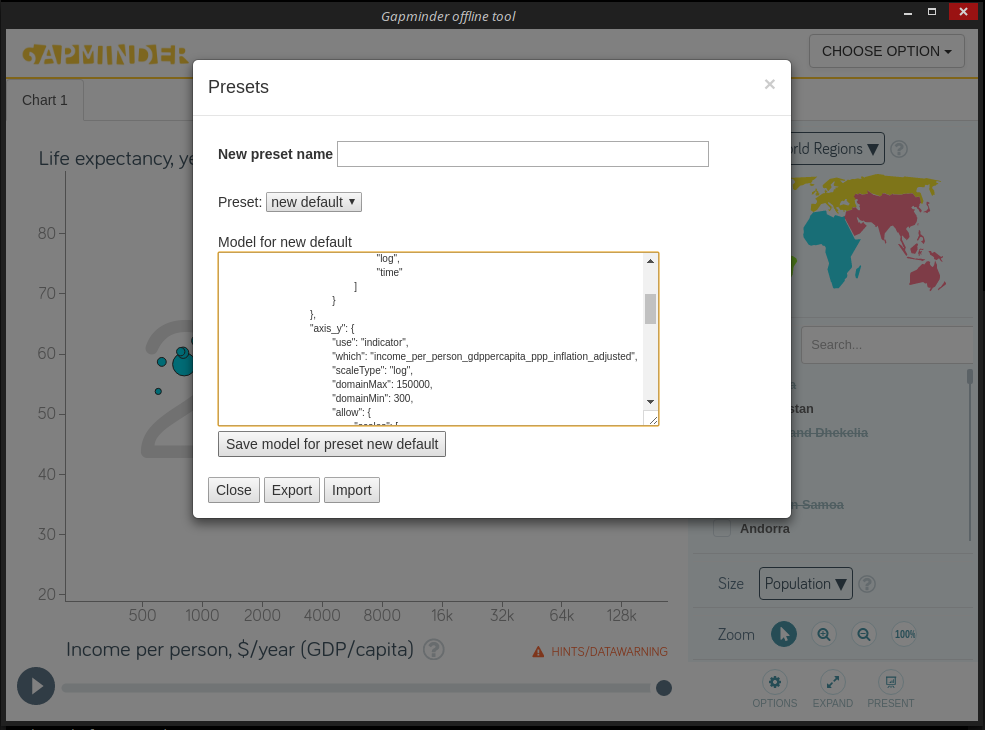 Gapminder offline tool
GAPMINDER
CHOOSE OPTION
Chart 1
Presets
×
New preset name
Preset: new default
Model for new default
"log",
"time"
]
}
},
"axis_y": {
"use": "indicator",
"which": "income_per_person_gdppercapita_ppp_inflation_adjusted",
"scaleType": "log",
"domainMax": 150000,
"domainMin": 300,
"allow": {
Save model for preset new default
Close Export Import
Life expectancy, ye
80
70
60
50
40
30
20
500 1000 2000 4000 8000 16k 32k 64k 128k
Income per person, $/year (GDP/capita) ?
HINTS/DATAWARNING
rld Regions ▼ ?
Search...
a
stan
and Dhekelia
n Samoa
Andorra
Size Population ▼ ?
Zoom 100%
OPTIONS EXPAND PRESENT